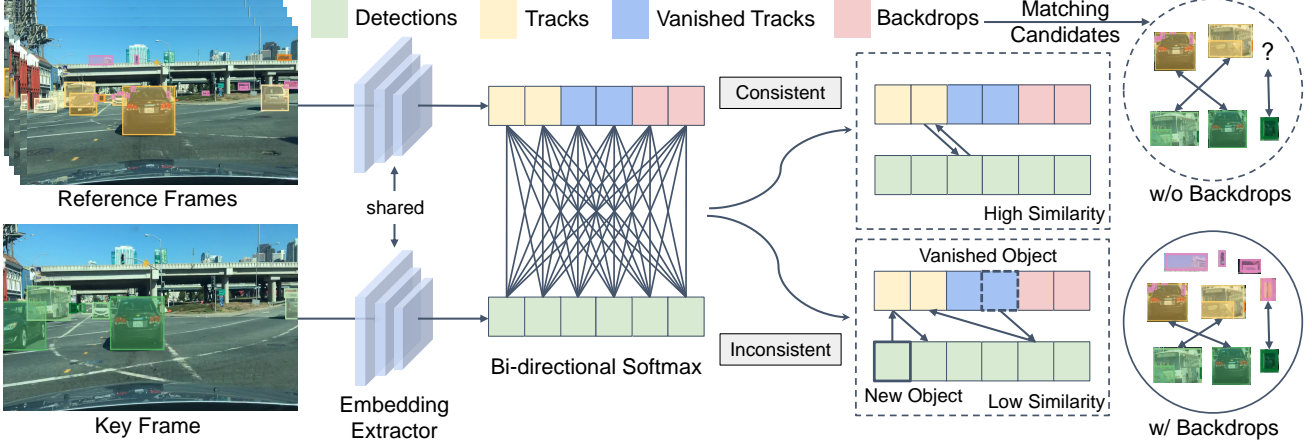 Detections
Tracks
Vanished Tracks
Backdrops
Matching
Candidates
Reference Frames
shared
Key Frame
Embedding
Extractor
Bi-directional Softmax
Consistent
Inconsistent
High Similarity
Vanished Object
New Object
Low Similarity
?
w/o Backdrops
w/ Backdrops